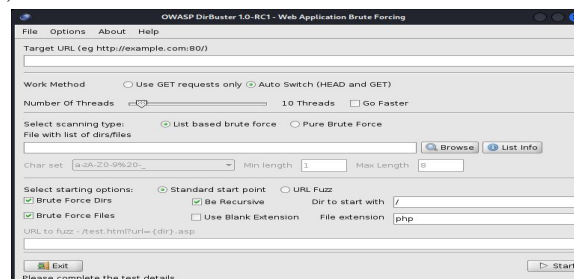 OWASP DirBuster 1.0-RC1 - Web Application Brute Forcing
File Options About Help
Target URL (eg http://example.com:80/)
Work Method Use GET requests only Auto Switch (HEAD and GET)
Number Of Threads 10 Threads Go Faster
Select scanning type: List based brute force Pure Brute Force
File with list of dirs/files
Browse List Info
Char set a-zA-Z0-9%20-_ Min length 1 Max Length 8
Select starting options: Standard start point URL Fuzz
Brute Force Dirs Be Recursive Dir to start with /
Brute Force Files Use Blank Extension File extension php
URL to fuzz - /test.html?url={dir}.asp
Exit Start
Please complete the test details